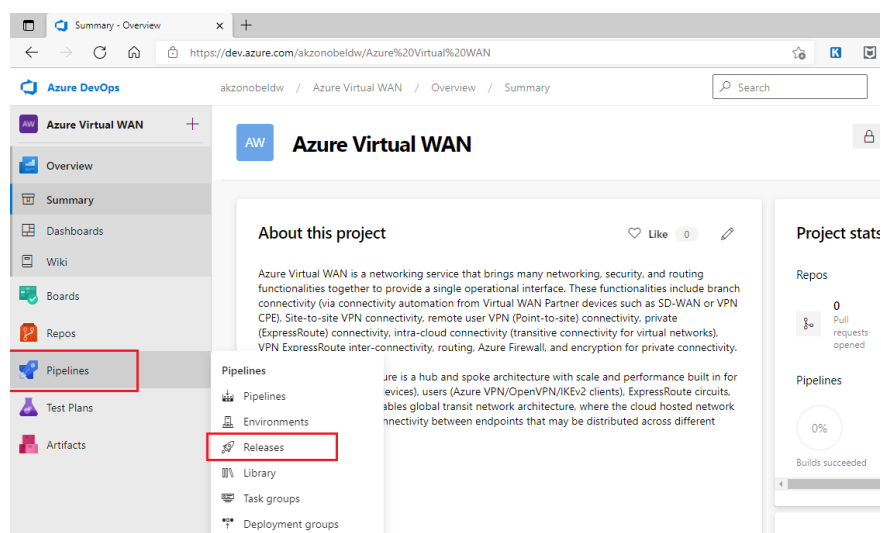 Summary - Overview
https://dev.azure.com/akzonobeldw/Azure%20Virtual%20WAN
K
Azure DevOps
akzonobeldw / Azure Virtual WAN / Overview / Summary
Search
AW Azure Virtual WAN
Overview
Summary
Dashboards
Wiki
Boards
Repos
Pipelines
Test Plans
Artifacts
AW Azure Virtual WAN
About this project
Like 0
Azure Virtual WAN is a networking service that brings many networking, security, and routing
functionalities together to provide a single operational interface. These functionalities include branch
connectivity (via connectivity automation from Virtual WAN Partner devices such as SD-WAN or VPN
CPE), Site-to-site VPN connectivity, remote user VPN (Point-to-site) connectivity, private
(ExpressRoute) connectivity, intra-cloud connectivity (transitive connectivity for virtual networks),
VPN ExpressRoute inter-connectivity, routing, Azure Firewall, and encryption for private connectivity.
ure is a hub and spoke architecture with scale and performance built in for
evices), users (Azure VPN/OpenVPN/IKEv2 clients), ExpressRoute circuits,
ables global transit network architecture, where the cloud hosted network
nnectivity between endpoints that may be distributed across different
Pipelines
Pipelines
Environments
Releases
Library
Task groups
Deployment groups
Project stats
Repos
0
Pull
requests
opened
Pipelines
0%
Builds succeeded